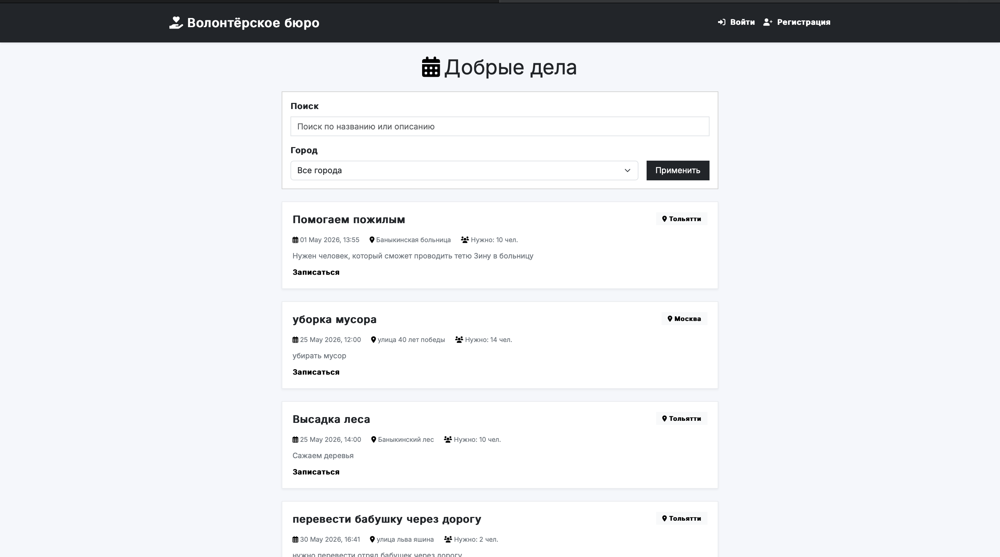 Волонтёрское бюро
Войти Регистрация
Добрые дела
Поиск
Поиск по названию или описанию
Город
Все города Применить
Помогаем пожилым Тольятти
01 May 2026, 13:55 Баныкинская больница Нужно: 10 чел.
Нужен человек, который сможет проводить тетю Зину в больницу
Записаться
уборка мусора Москва
25 May 2026, 12:00 улица 40 лет победы Нужно: 14 чел.
убирать мусор
Записаться
Высадка леса Тольятти
25 May 2026, 14:00 Баныкинский лес Нужно: 10 чел.
Сажаем деревья
Записаться
перевести бабушку через дорогу Тольятти
30 May 2026, 16:41 улица льва яшина Нужно: 2 чел.
нужно перевести отряд бабушек через дорогу